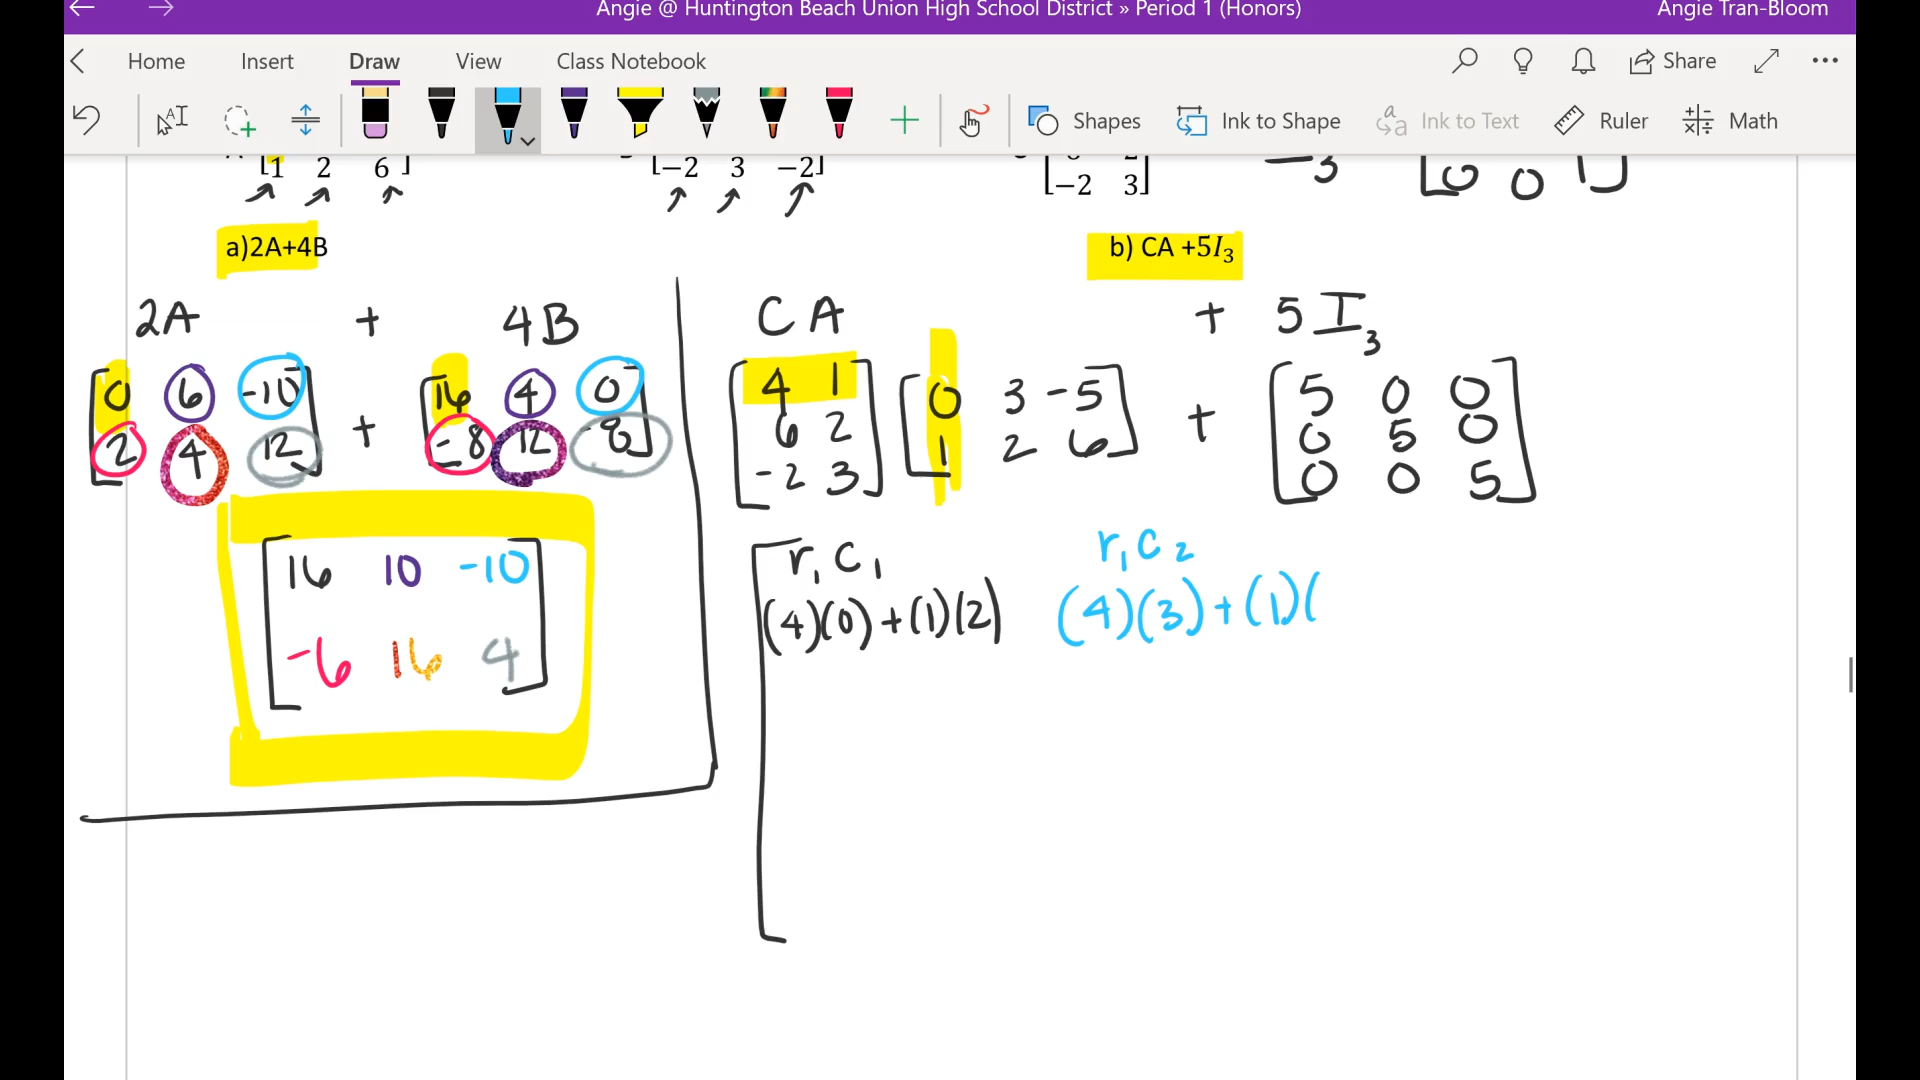 Angie @ Huntington Beach Union High School District » Period 1 (Honors)
Angie Tran-Bloom
Home Insert Draw View Class Notebook Share
Shapes Ink to Shape Ink to Text Ruler Math
[1 2 6] [−2 3 −2] [−2 3] −3 [0 0 1]
a)2A+4B b) CA +5I₃
2A + 4B CA + 5I₃
[0 6 -10 + [16 4 0 [4 1 [0 3 -5 + [5 0 0
2 4 12] -8 12 -8] 6 2 1 2 6] 0 5 0
-2 3] 0 0 5]
[16 10 -10 [r₁c₁ r₁c₂
(4)(0)+(1)(2) (4)(3)+(1)(
-6 16 4]